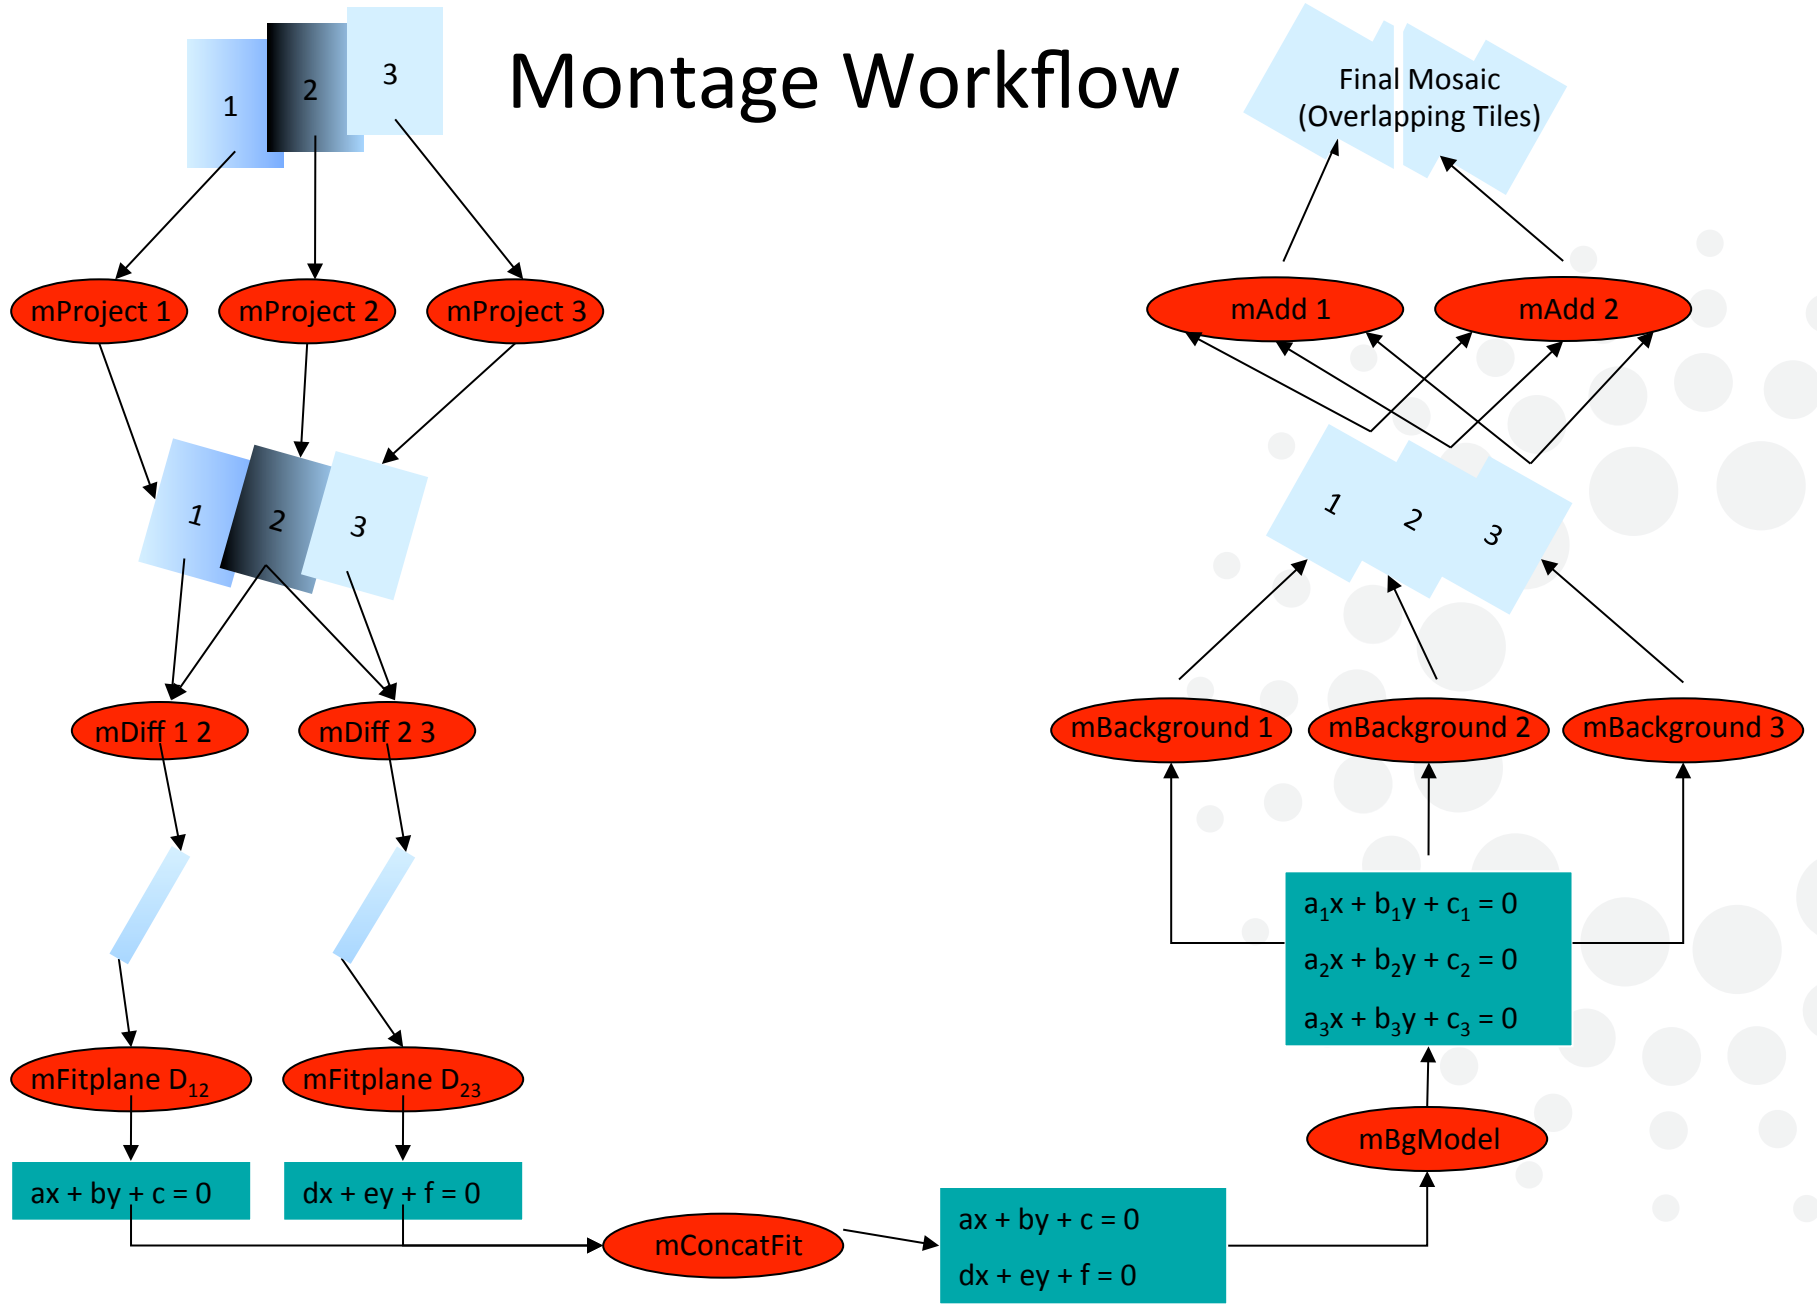 Montage Workflow
1
2
3
mProject 1
mProject 2
mProject 3
1
2
3
mDiff 1 2
mDiff 2 3
mFitplane D₁₂
mFitplane D₂₃
ax + by + c = 0
dx + ey + f = 0
mConcatFit
ax + by + c = 0
dx + ey + f = 0
mBgModel
a₁x + b₁y + c₁ = 0
a₂x + b₂y + c₂ = 0
a₃x + b₃y + c₃ = 0
mBackground 1
mBackground 2
mBackground 3
1
2
3
mAdd 1
mAdd 2
Final Mosaic
(Overlapping Tiles)